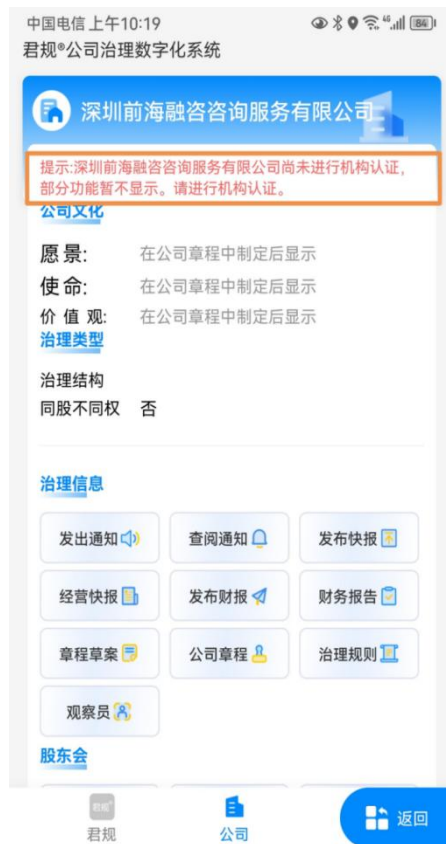 中国电信 上午10:19
84
君规®公司治理数字化系统
深圳前海融咨咨询服务有限公司
提示:深圳前海融咨咨询服务有限公司尚未进行机构认证,
部分功能暂不显示。请进行机构认证。
公司文化
愿 景: 在公司章程中制定后显示
使 命: 在公司章程中制定后显示
价 值 观: 在公司章程中制定后显示
治理类型
治理结构
同股不同权 否
治理信息
发出通知 查阅通知 发布快报
经营快报 发布财报 财务报告
章程草案 公司章程 治理规则
观察员
股东会
君规®
君规 公司 返回